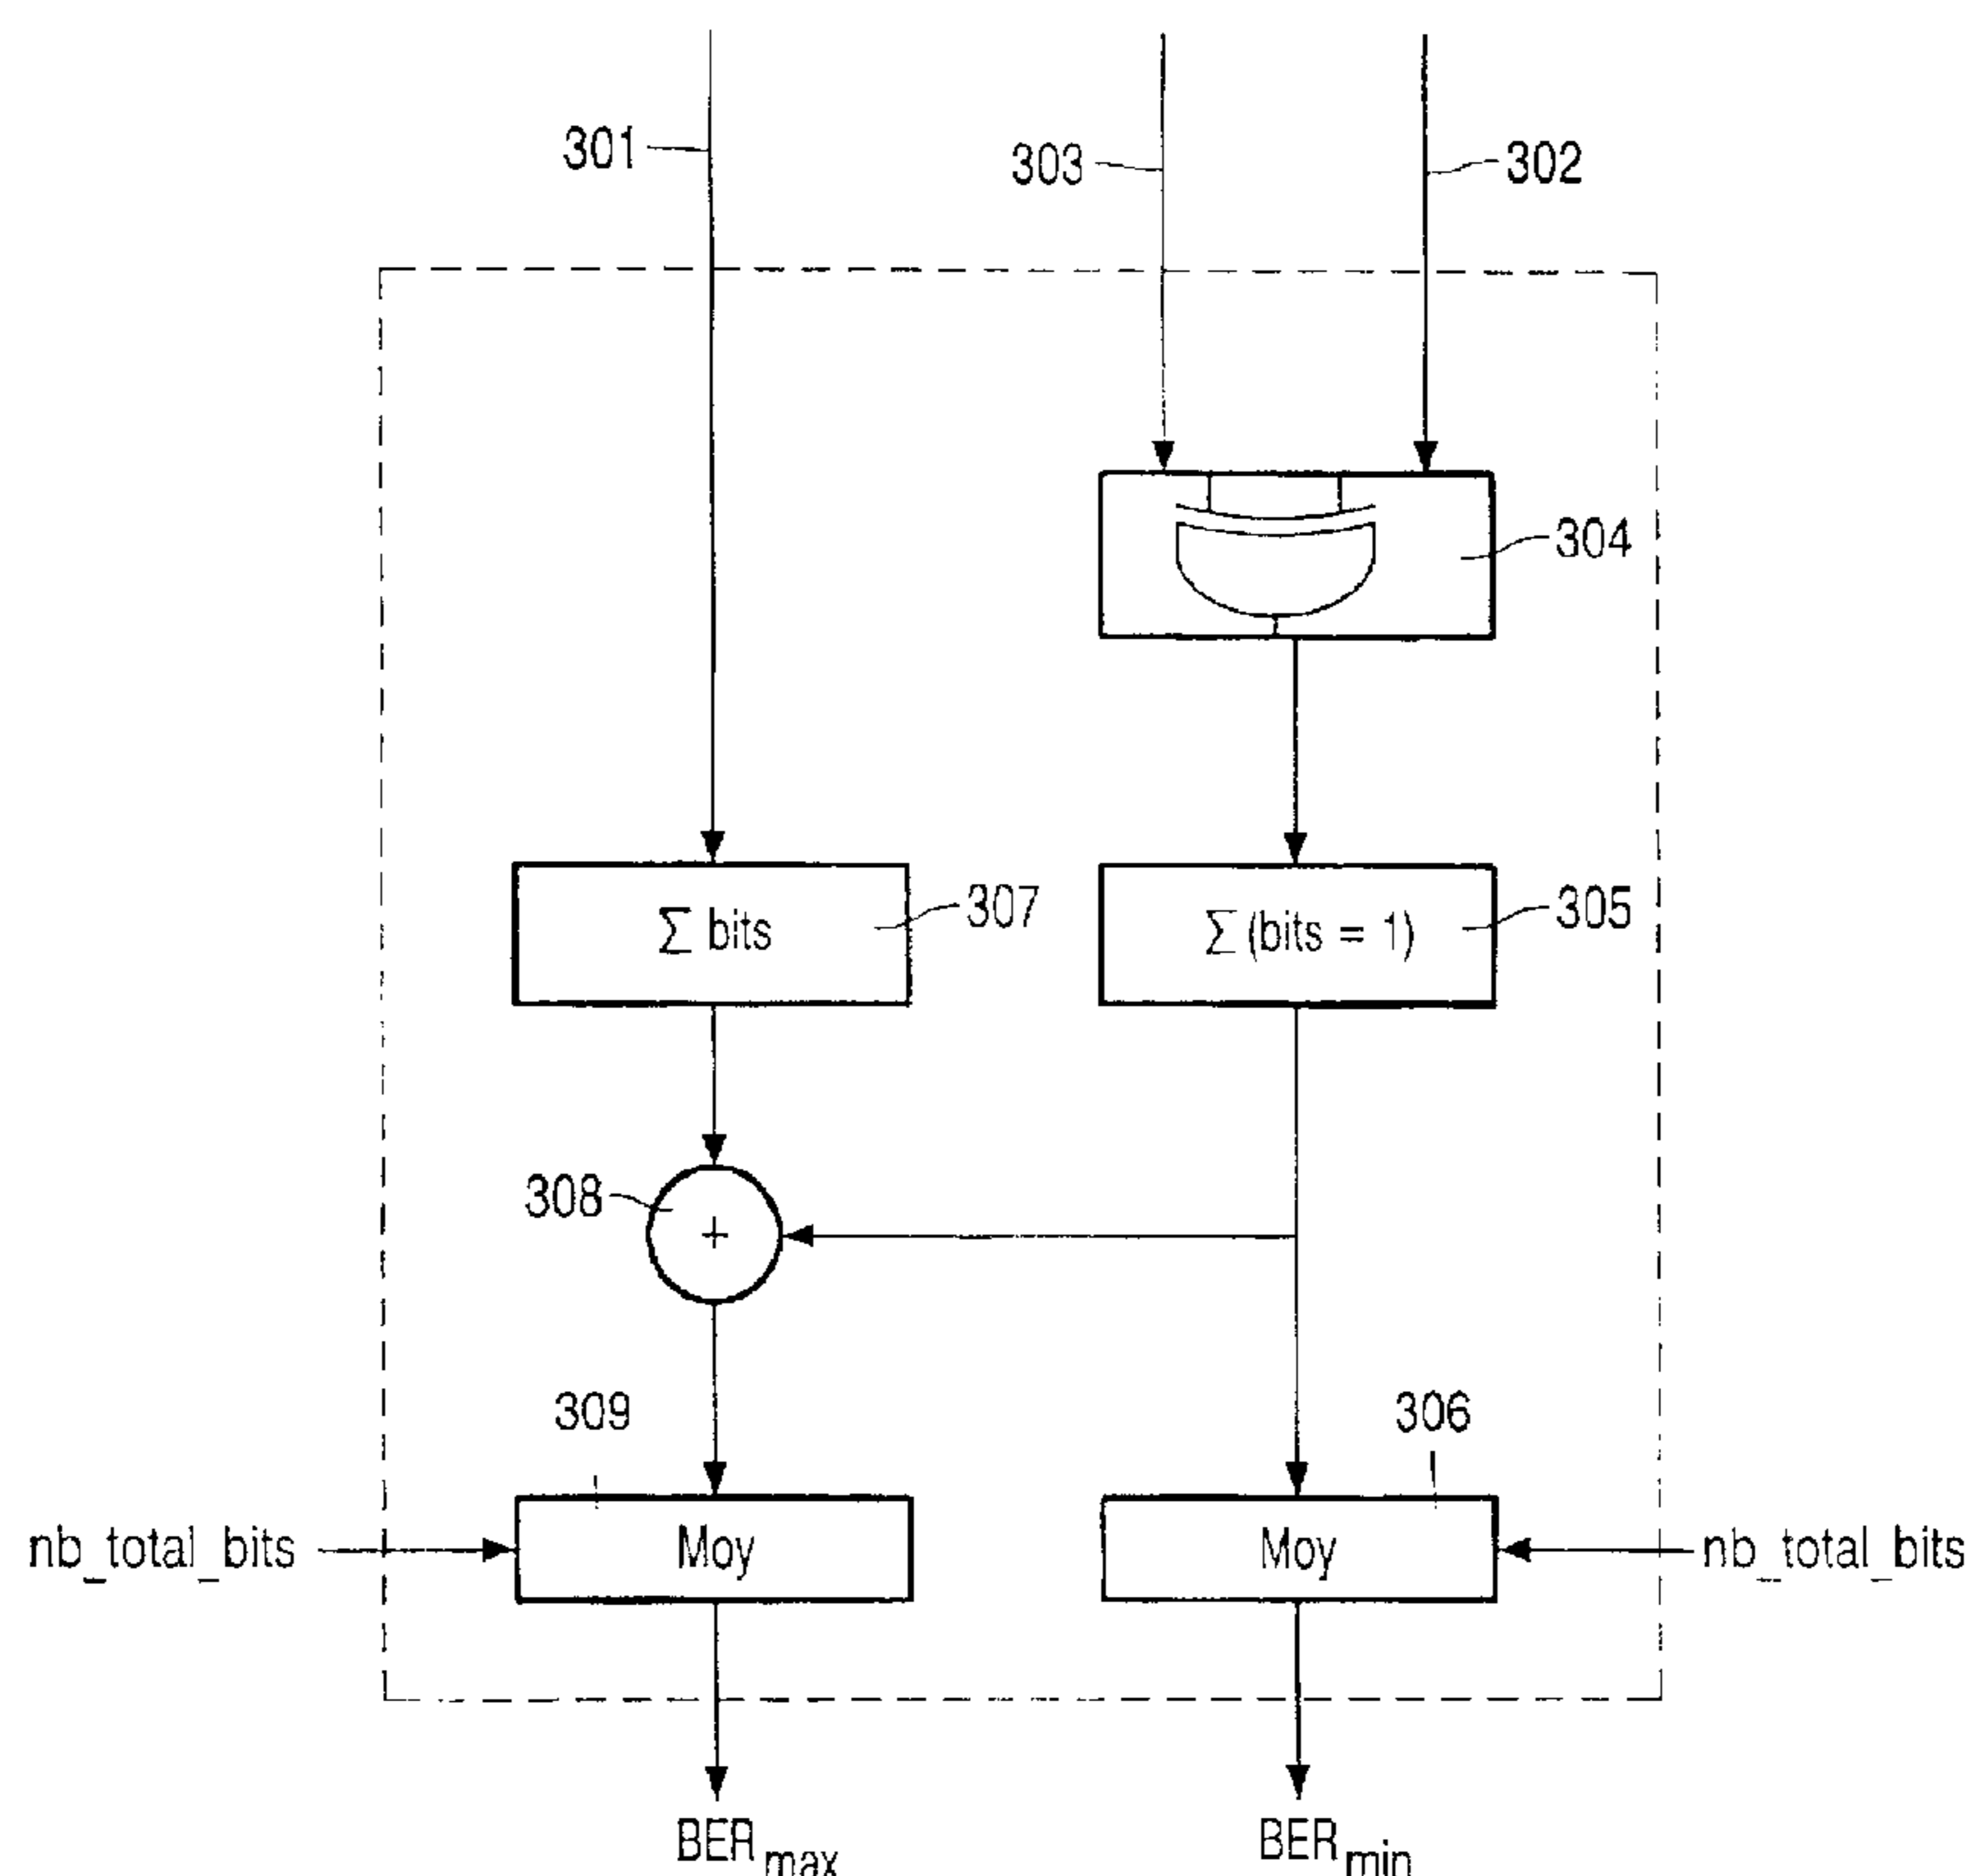 301
303
302
304
∑ bits
307
∑ (bits = 1)
305
308
+
309
306
nb_total_bits
Moy
Moy
nb_total_bits
BERmax
BERmin